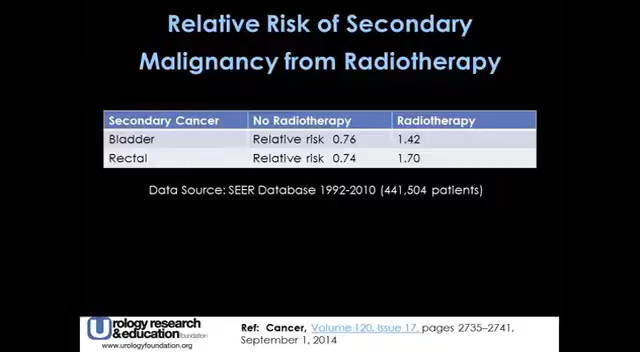 Relative Risk of Secondary
Malignancy from Radiotherapy
Secondary Cancer No Radiotherapy Radiotherapy
Bladder Relative risk 0.76 1.42
Rectal Relative risk 0.74 1.70
Data Source: SEER Database 1992-2010 (441,504 patients)
Urology research
&education foundation
www.urologyfoundation.org
Ref: Cancer, Volume 120, Issue 17, pages 2735–2741,
September 1, 2014